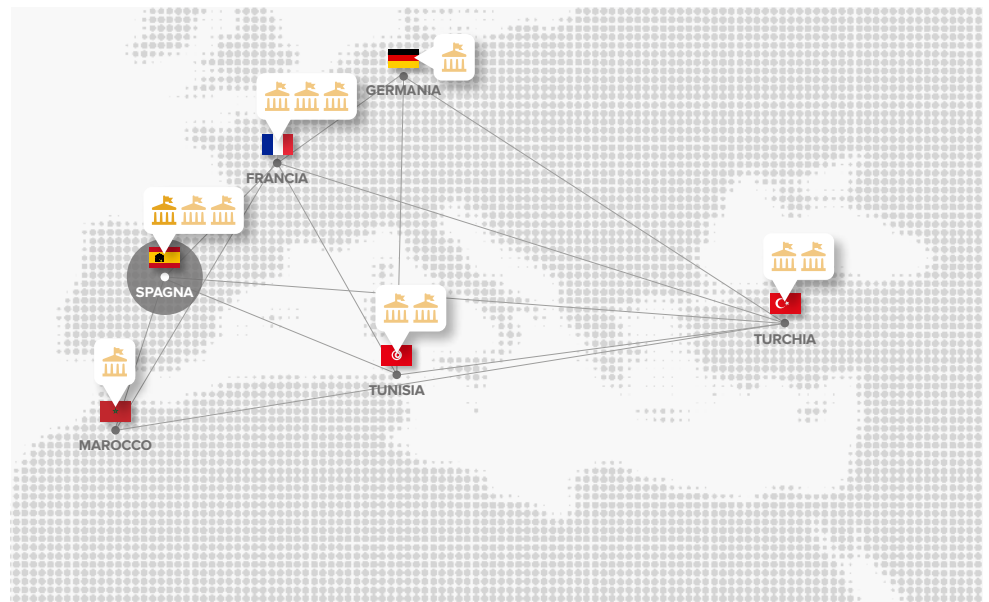 GERMANIA
FRANCIA
SPAGNA
TURCHIA
TUNISIA
MAROCCO